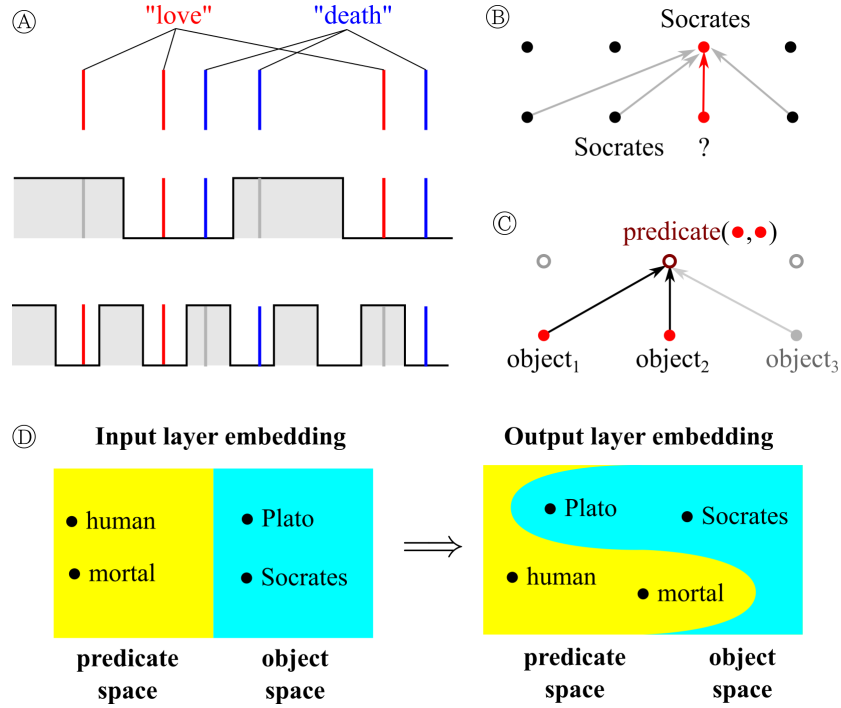 Ⓐ
"love" "death"
Ⓑ
Socrates
Socrates ?
Ⓒ
predicate(●,●)
object₁ object₂ object₃
Ⓓ
Input layer embedding
human
mortal
Plato
Socrates
predicate
space
object
space
⟹
Output layer embedding
Plato
Socrates
human
mortal
predicate
space
object
space